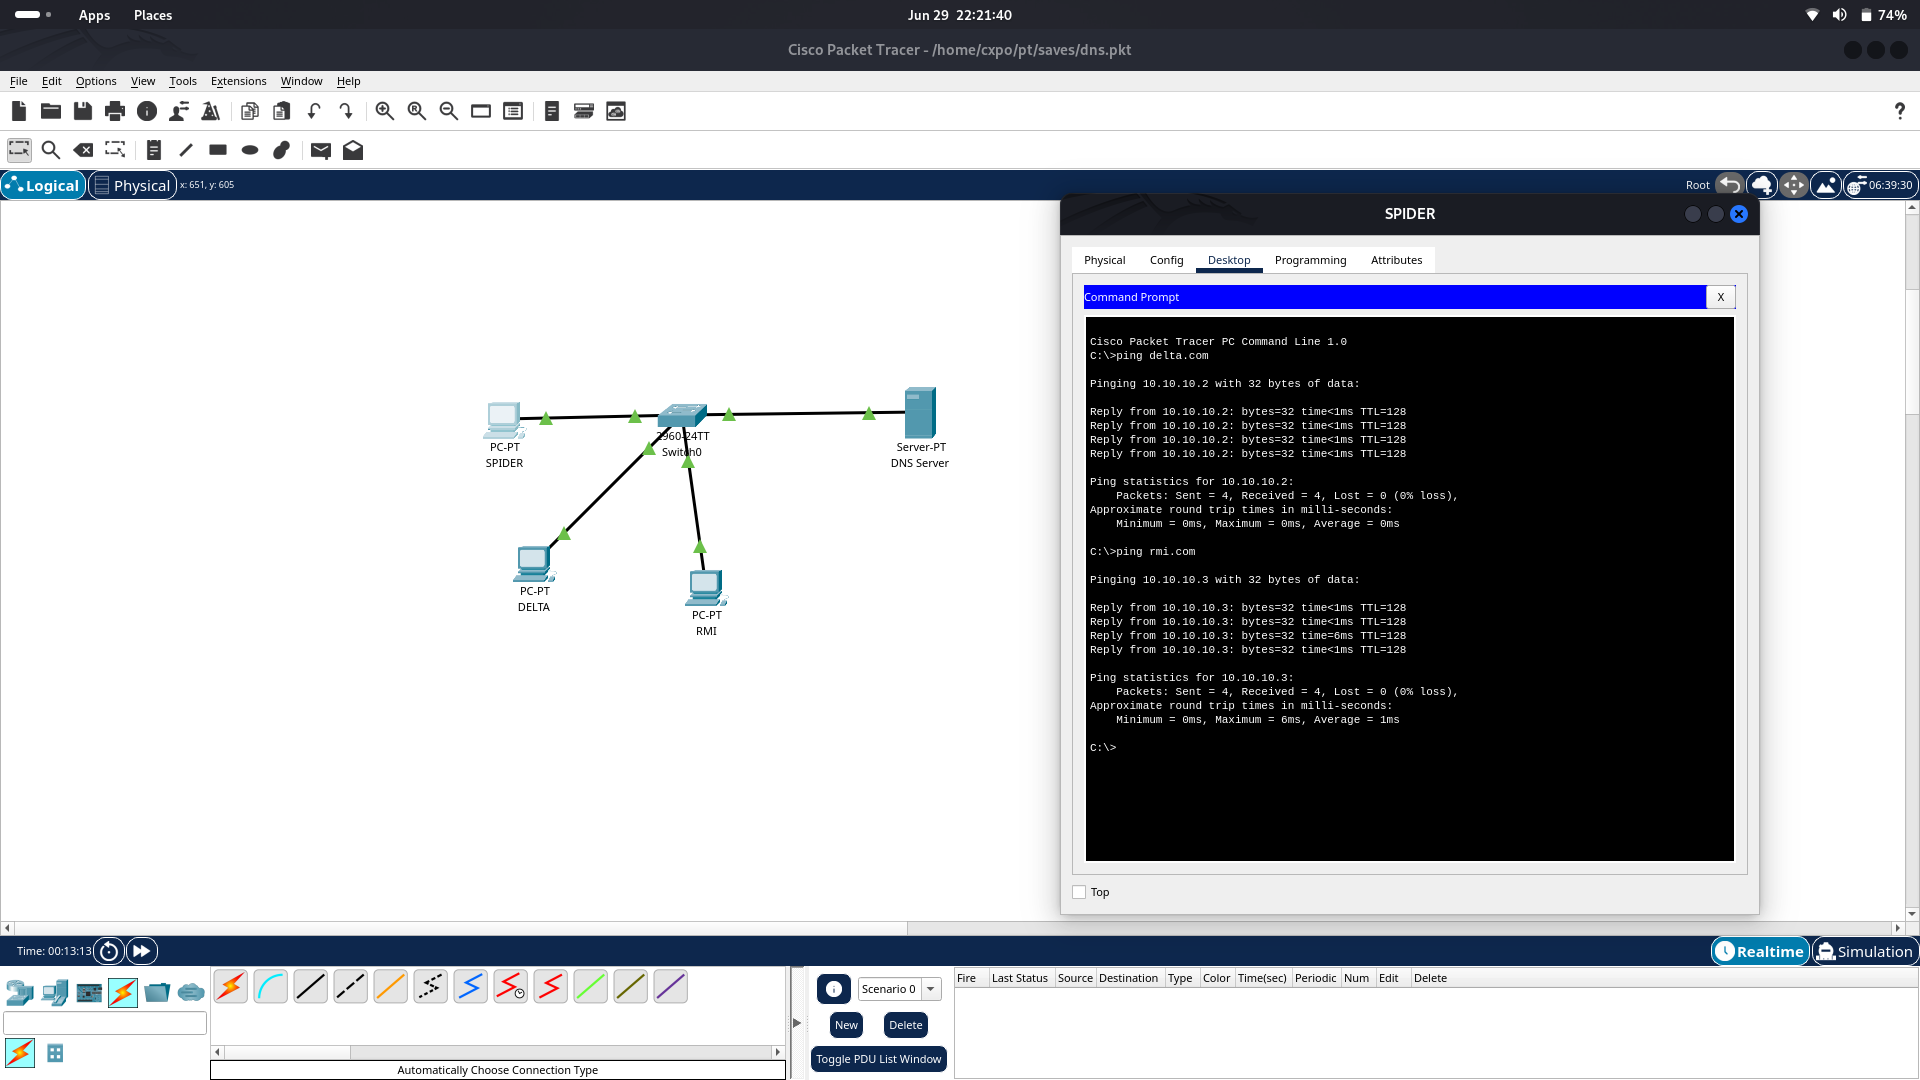 Apps Places Jun 29 22:21:40 74%
Cisco Packet Tracer - /home/cxpo/pt/saves/dns.pkt
File Edit Options View Tools Extensions Window Help
?
Logical Physical x: 651, y: 605 Root 06:39:30
PC-PT
SPIDER
2960-24TT
Switch0
Server-PT
DNS Server
PC-PT
DELTA
PC-PT
RMI
SPIDER
Physical Config Desktop Programming Attributes
Command Prompt X
Cisco Packet Tracer PC Command Line 1.0
C:\>ping delta.com
Pinging 10.10.10.2 with 32 bytes of data:
Reply from 10.10.10.2: bytes=32 time<1ms TTL=128
Reply from 10.10.10.2: bytes=32 time<1ms TTL=128
Reply from 10.10.10.2: bytes=32 time<1ms TTL=128
Reply from 10.10.10.2: bytes=32 time<1ms TTL=128
Ping statistics for 10.10.10.2:
Packets: Sent = 4, Received = 4, Lost = 0 (0% loss),
Approximate round trip times in milli-seconds:
Minimum = 0ms, Maximum = 0ms, Average = 0ms
C:\>ping rmi.com
Pinging 10.10.10.3 with 32 bytes of data:
Reply from 10.10.10.3: bytes=32 time<1ms TTL=128
Reply from 10.10.10.3: bytes=32 time<1ms TTL=128
Reply from 10.10.10.3: bytes=32 time=6ms TTL=128
Reply from 10.10.10.3: bytes=32 time<1ms TTL=128
Ping statistics for 10.10.10.3:
Packets: Sent = 4, Received = 4, Lost = 0 (0% loss),
Approximate round trip times in milli-seconds:
Minimum = 0ms, Maximum = 6ms, Average = 1ms
C:\>
Top
Time: 00:13:13 Realtime Simulation
Scenario 0
New Delete
Toggle PDU List Window
Fire Last Status Source Destination Type Color Time(sec) Periodic Num Edit Delete
Automatically Choose Connection Type